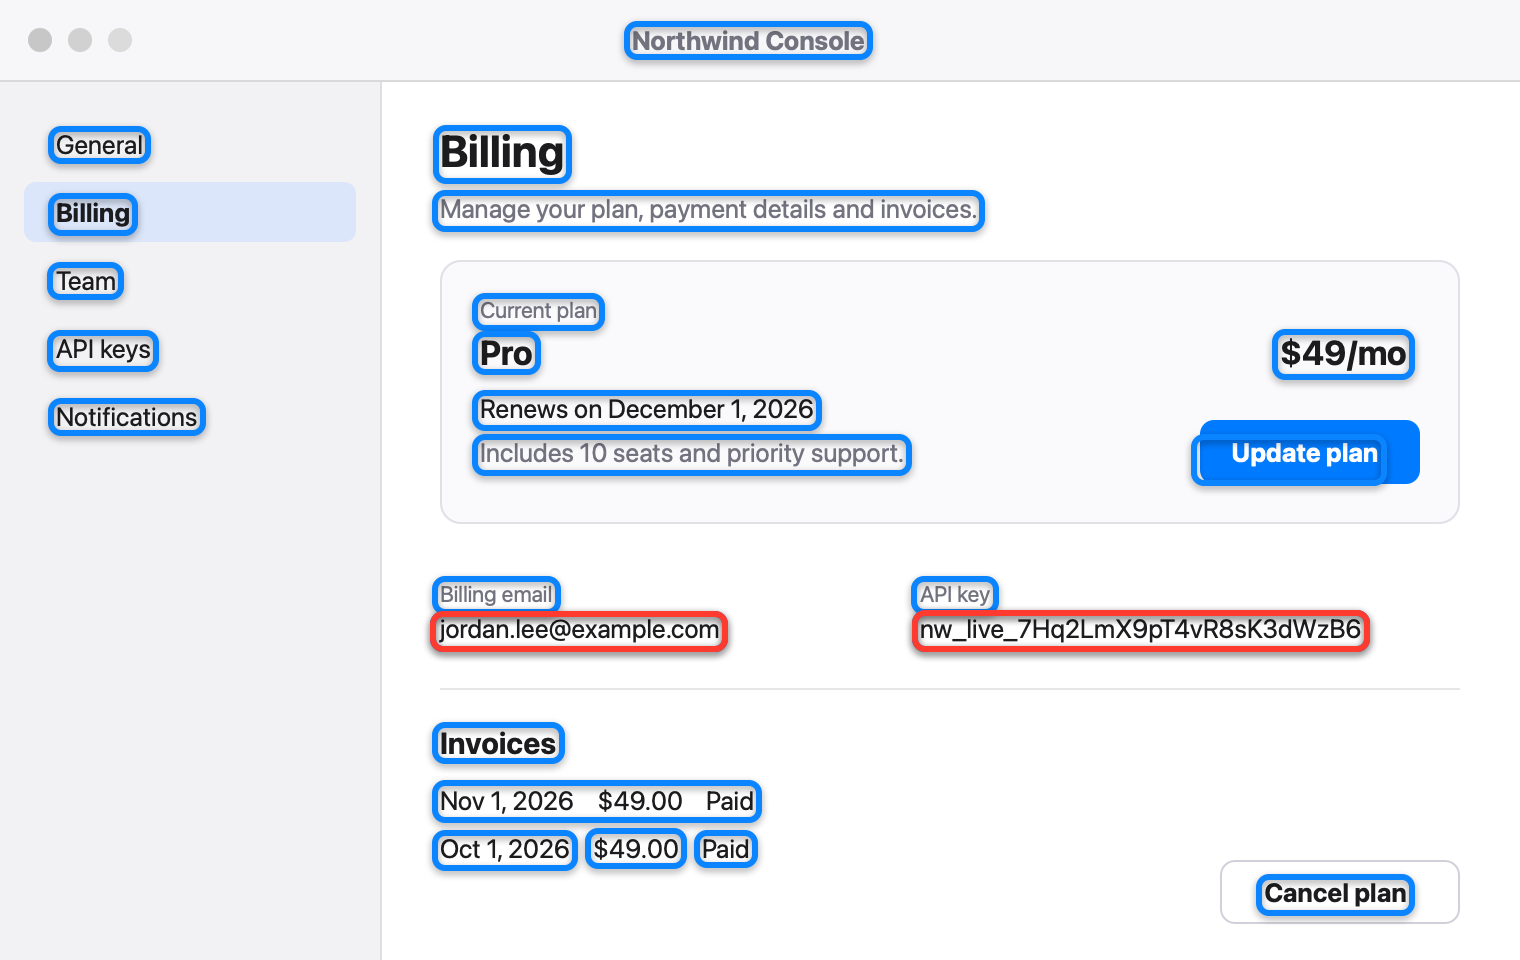 Northwind Console
General
Billing
Team
API keys
Notifications
Billing
Manage your plan, payment details and invoices.
Current plan
Pro
$49/mo
Renews on December 1, 2026
Includes 10 seats and priority support.
Update plan
Billing email
jordan.lee@example.com
API key
nw_live_7Hq2LmX9pT4vR8sK3dWzB6
Invoices
Nov 1, 2026 $49.00 Paid
Oct 1, 2026 $49.00 Paid
Cancel plan